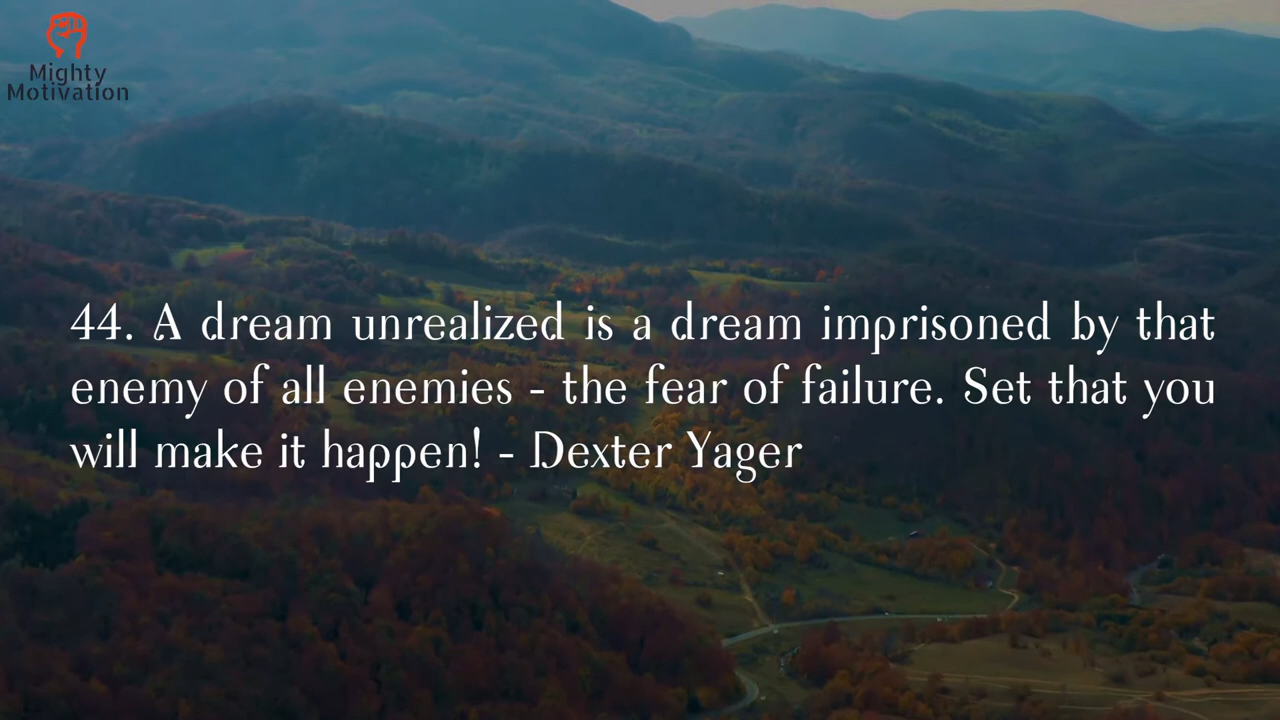 Mighty
Motivation
44. A dream unrealized is a dream imprisoned by that
enemy of all enemies - the fear of failure. Set that you
will make it happen! - Dexter Yager